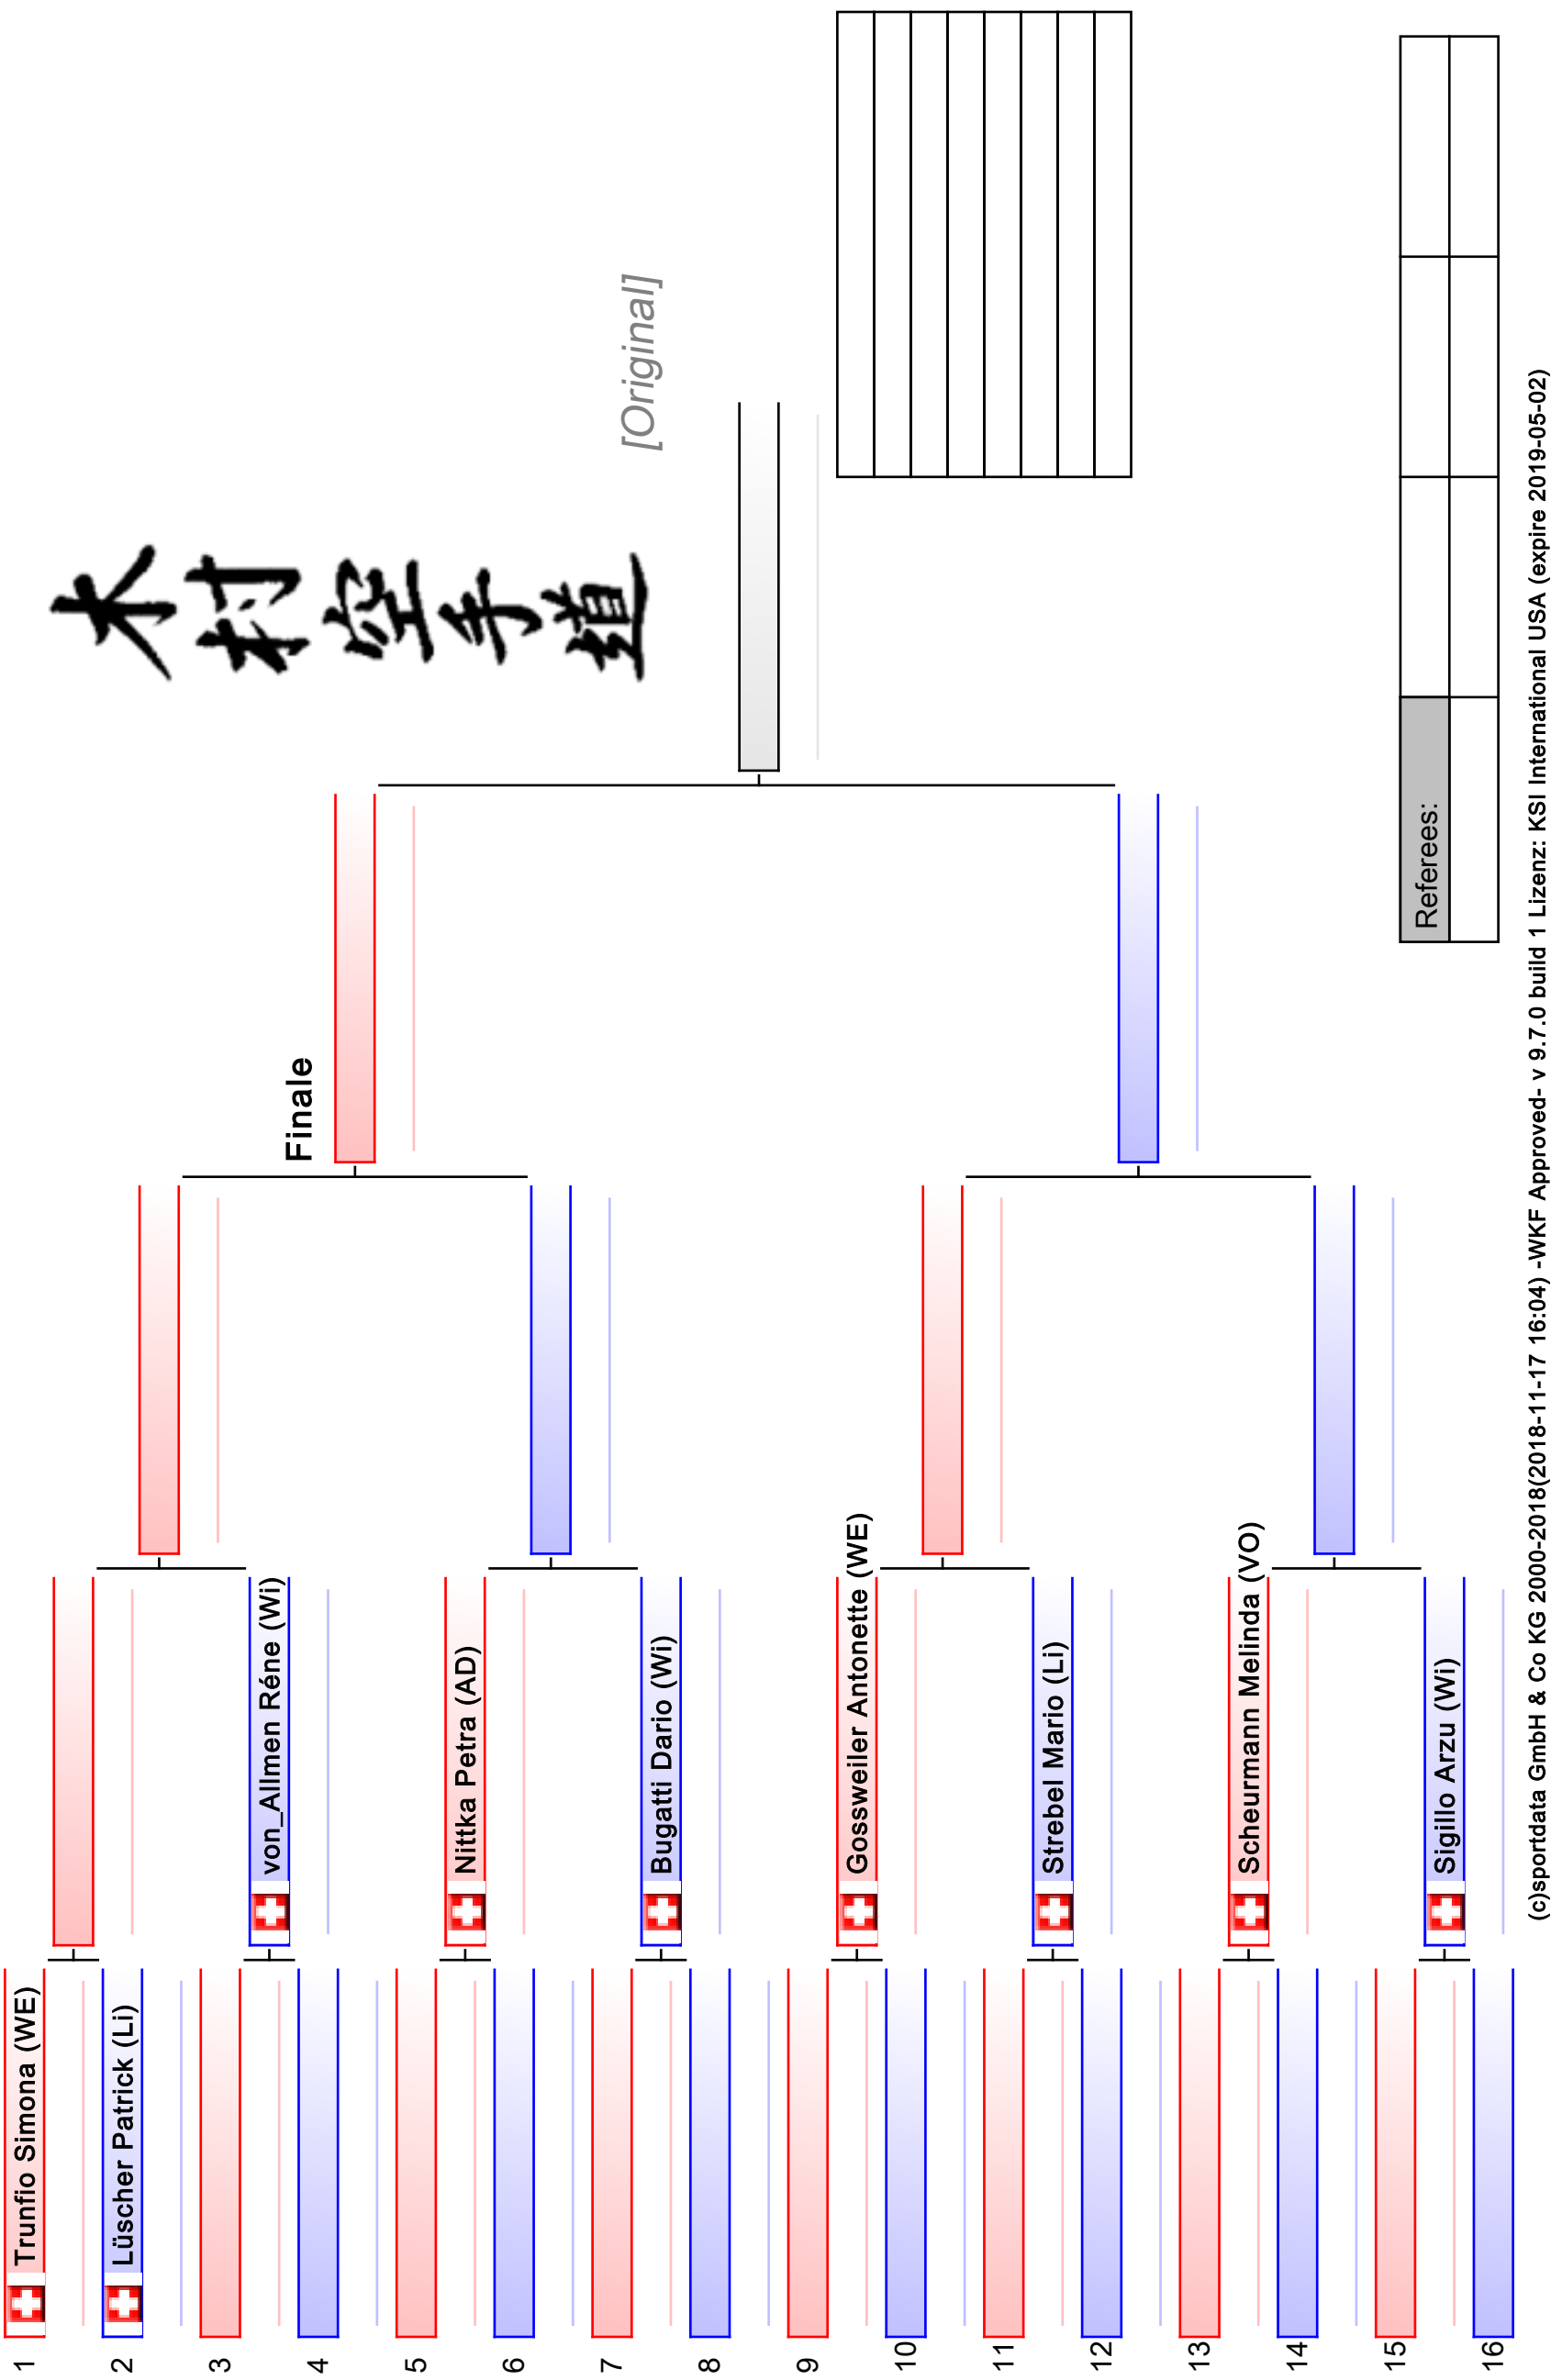 木村空手道
[Original]
Finale
1
Trunfio Simona (WE)
2
Lüscher Patrick (Li)
3
4
von_Allmen Réne (Wi)
5
6
Nittka Petra (AD)
7
8
Bugatti Dario (Wi)
9
10
Gossweiler Antonette (WE)
11
12
Strebel Mario (Li)
13
14
Scheurmann Melinda (VO)
15
16
Sigillo Arzu (Wi)
Referees:
(c)sportdata GmbH & Co KG 2000-2018(2018-11-17 16:04) -WKF Approved- v 9.7.0 build 1 Lizenz: KSI International USA (expire 2019-05-02)